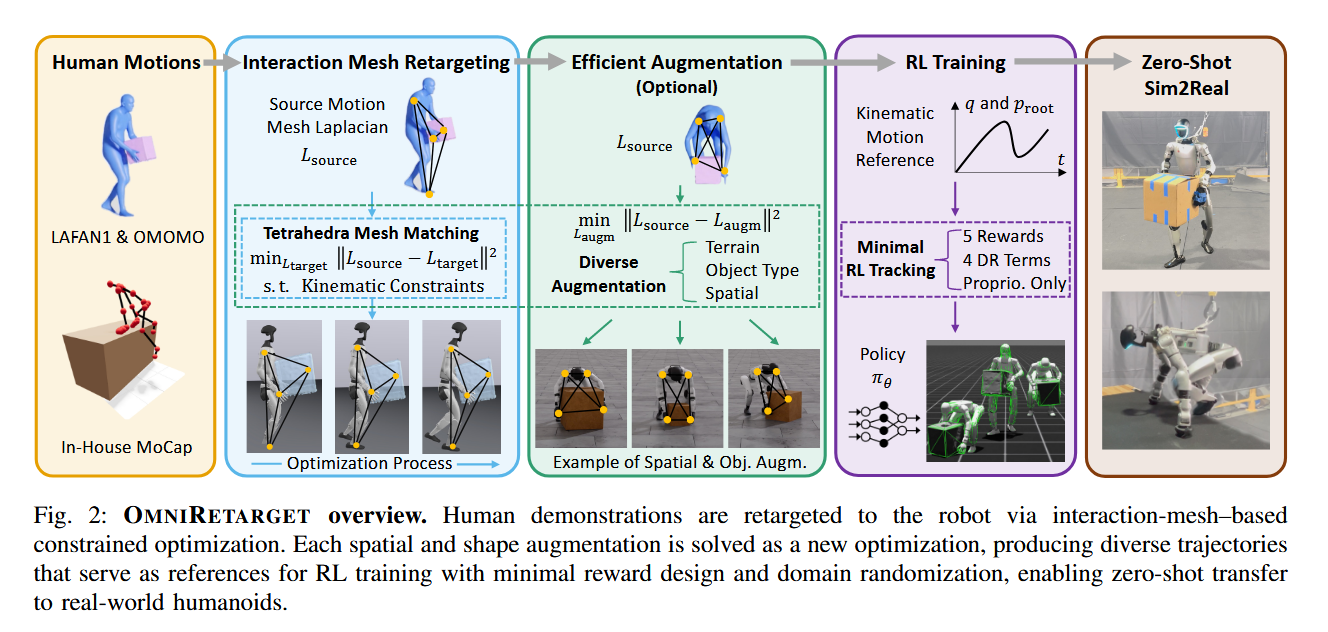 Human Motions
LAFAN1 & OMOMO
In-House MoCap
Interaction Mesh Retargeting
Source Motion
Mesh Laplacian
L_source
Tetrahedra Mesh Matching
min_{L_target} ‖L_source − L_target‖²
s.t. Kinematic Constraints
Optimization Process
Efficient Augmentation
(Optional)
L_source
min_{L_augm} ‖L_source − L_augm‖²
Diverse
Augmentation
Terrain
Object Type
Spatial
Example of Spatial & Obj. Augm.
RL Training
Kinematic
Motion
Reference
q and p_root
t
Minimal
RL Tracking
5 Rewards
4 DR Terms
Proprio. Only
Policy
π_θ
Zero-Shot
Sim2Real
Fig. 2: OMNIRETARGET overview. Human demonstrations are retargeted to the robot via interaction-mesh–based
constrained optimization. Each spatial and shape augmentation is solved as a new optimization, producing diverse trajectories
that serve as references for RL training with minimal reward design and domain randomization, enabling zero-shot transfer
to real-world humanoids.